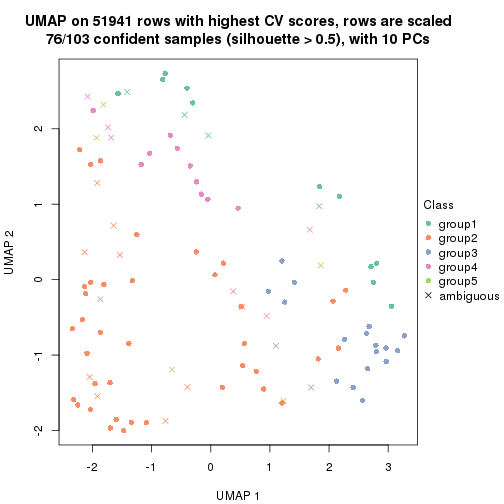 UMAP on 51941 rows with highest CV scores, rows are scaled
76/103 confident samples (silhouette > 0.5), with 10 PCs
UMAP 2
2
1
0
-1
-2
-2
-1
0
1
2
3
UMAP 1
Class
group1
group2
group3
group4
group5
ambiguous